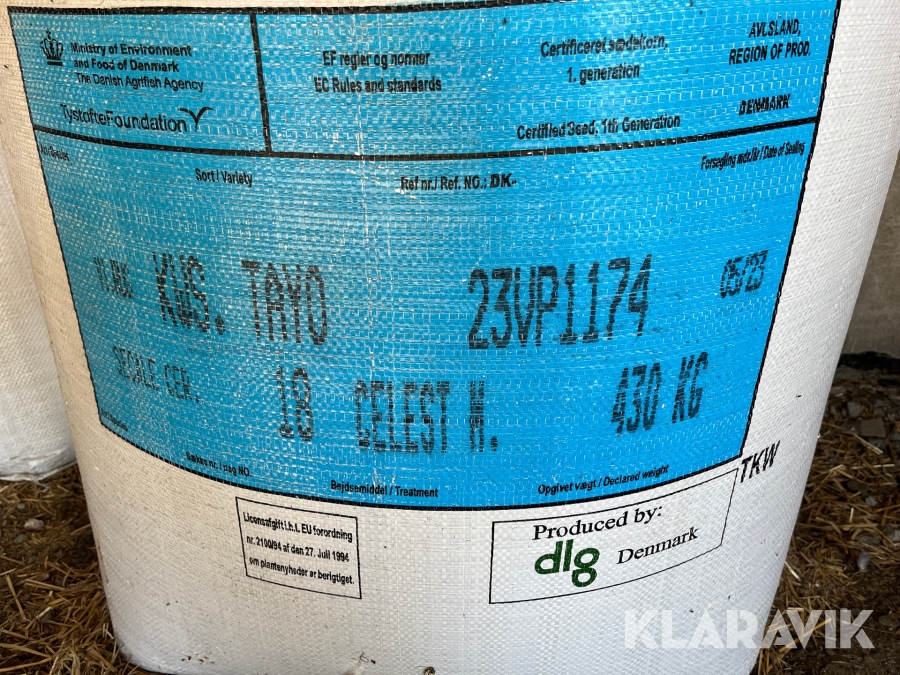 Ministry of Environment
and Food of Denmark
The Danish Agrifish Agency
TystofteFoundation
EF regler og normer
EC Rules and standards
Certificeret sædekorn,
1. generation
Certified Seed, 1th Generation
AVLSLAND,
REGION OF PROD.
DENMARK
Sort / Variety
Ref nr./ Ref. NO.: DK-
Forsegling mdr./år / Date of Sealing
KWS. TAYO
23VP1174
05/23
SECALE CER.
18
CELEST M.
430 KG
Sække nr. / bag NO.
Bejdsemiddel / Treatment
Opgivet vægt / Declared weight
TKW
Licensafgift i.h.t. EU forordning
nr. 2100/94 af den 27. Juli 1994
om plantenyheder er berigtiget.
Produced by:
dlg Denmark
KLARAVIK